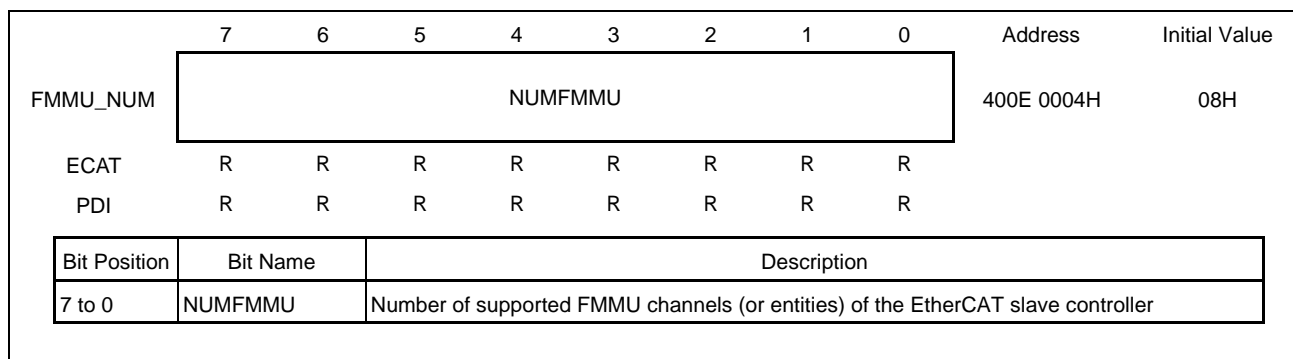 7 6 5 4 3 2 1 0 Address Initial Value
FMMU_NUM NUMFMMU 400E 0004H 08H
ECAT R R R R R R R R
PDI R R R R R R R R
Bit Position Bit Name Description
7 to 0 NUMFMMU Number of supported FMMU channels (or entities) of the EtherCAT slave controller